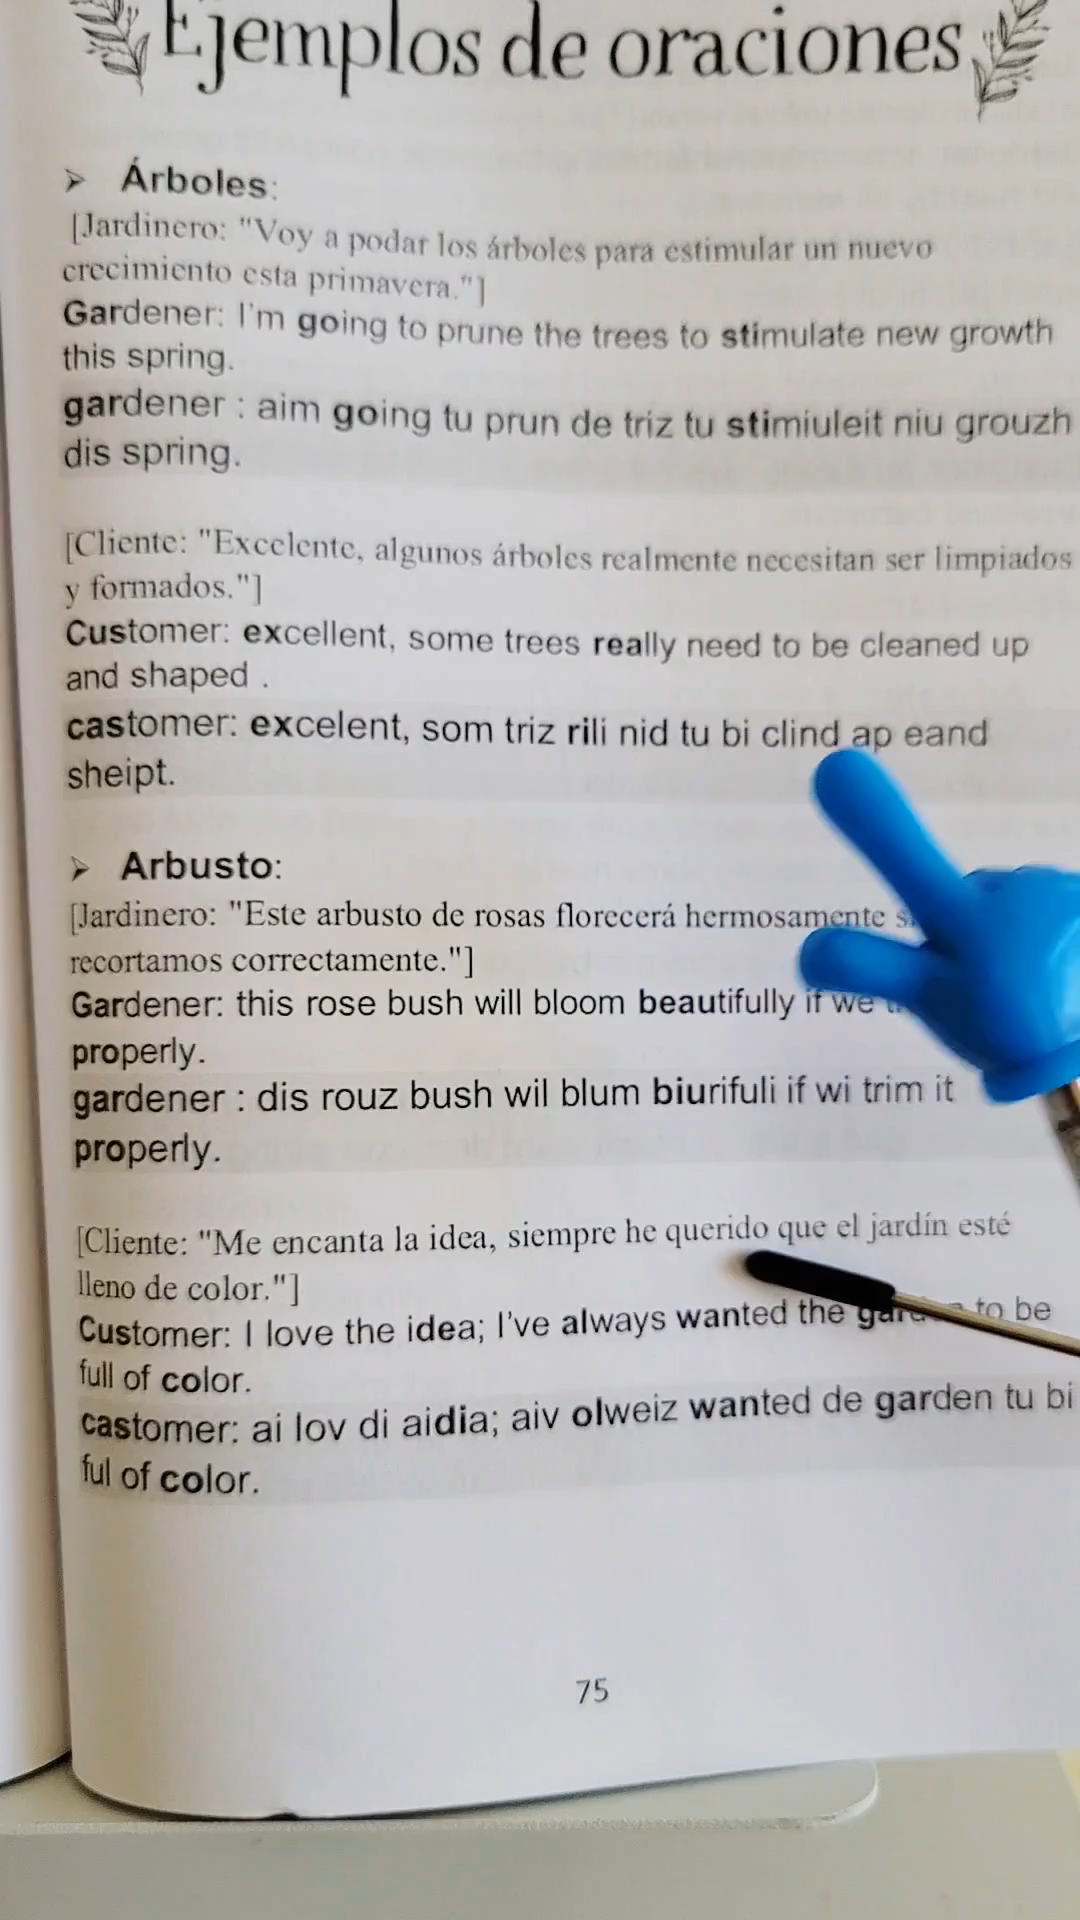 Ejemplos de oraciones
➤ Árboles:
[Jardinero: "Voy a podar los árboles para estimular un nuevo
crecimiento esta primavera."]
Gardener: I'm going to prune the trees to stimulate new growth
this spring.
gardener : aim going tu prun de triz tu stimiuleit niu grouzh
dis spring.
[Cliente: "Excelente, algunos árboles realmente necesitan ser limpiados
y formados."]
Customer: excellent, some trees really need to be cleaned up
and shaped .
castomer: excelent, som triz rili nid tu bi clind ap eand
sheipt.
➤ Arbusto:
[Jardinero: "Este arbusto de rosas florecerá hermosamente
recortamos correctamente."]
Gardener: this rose bush will bloom beautifully if we
properly.
gardener : dis rouz bush wil blum biurifuli if wi trim it
properly.
[Cliente: "Me encanta la idea, siempre he querido que el jardín esté
lleno de color."]
Customer: I love the idea; I've always wanted the garden to be
full of color.
castomer: ai lov di aidia; aiv olweiz wanted de garden tu bi
ful of color.
75